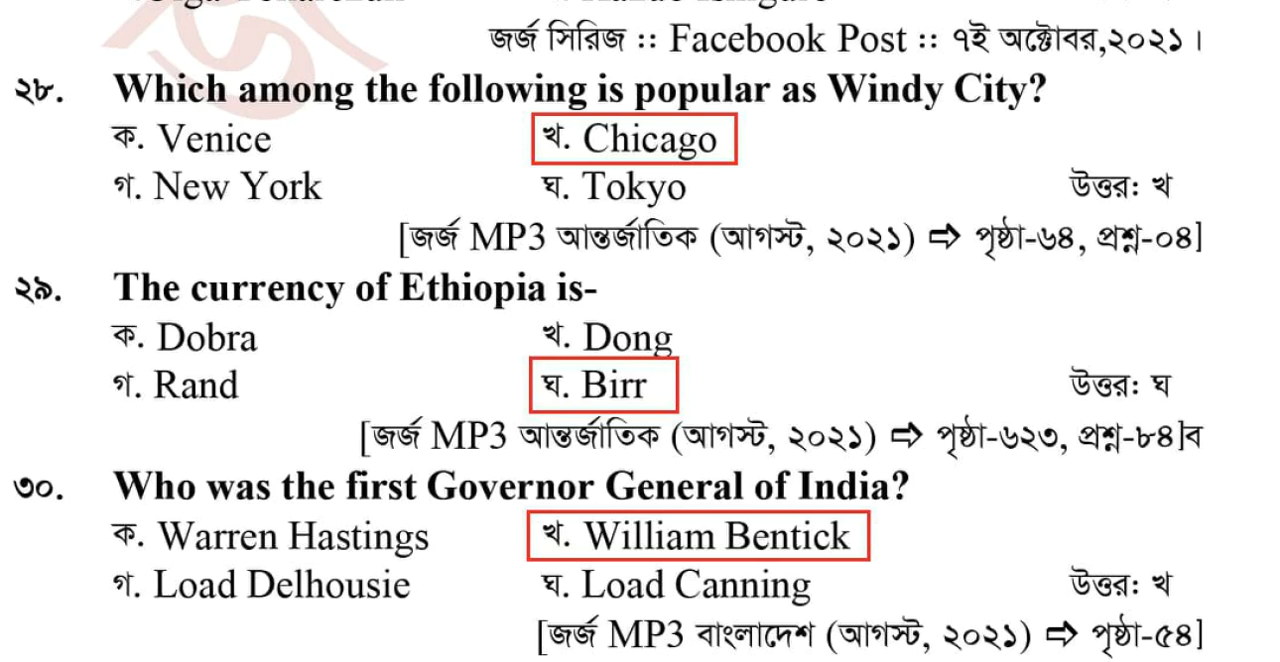 জর্জ সিরিজ :: Facebook Post :: ৭ই অক্টোবর,২০২১ ।
২৮. Which among the following is popular as Windy City?
ক. Venice খ. Chicago
গ. New York ঘ. Tokyo উত্তর: খ
[জর্জ MP3 আন্তর্জাতিক (আগস্ট, ২০২১) ⇨ পৃষ্ঠা-৬৪, প্রশ্ন-০৪]
২৯. The currency of Ethiopia is-
ক. Dobra খ. Dong
গ. Rand ঘ. Birr উত্তর: ঘ
[জর্জ MP3 আন্তর্জাতিক (আগস্ট, ২০২১) ⇨ পৃষ্ঠা-৬২৩, প্রশ্ন-৮৪]ব
৩০. Who was the first Governor General of India?
ক. Warren Hastings খ. William Bentick
গ. Load Delhousie ঘ. Load Canning উত্তর: খ
[জর্জ MP3 বাংলাদেশ (আগস্ট, ২০২১) ⇨ পৃষ্ঠা-৫৪]